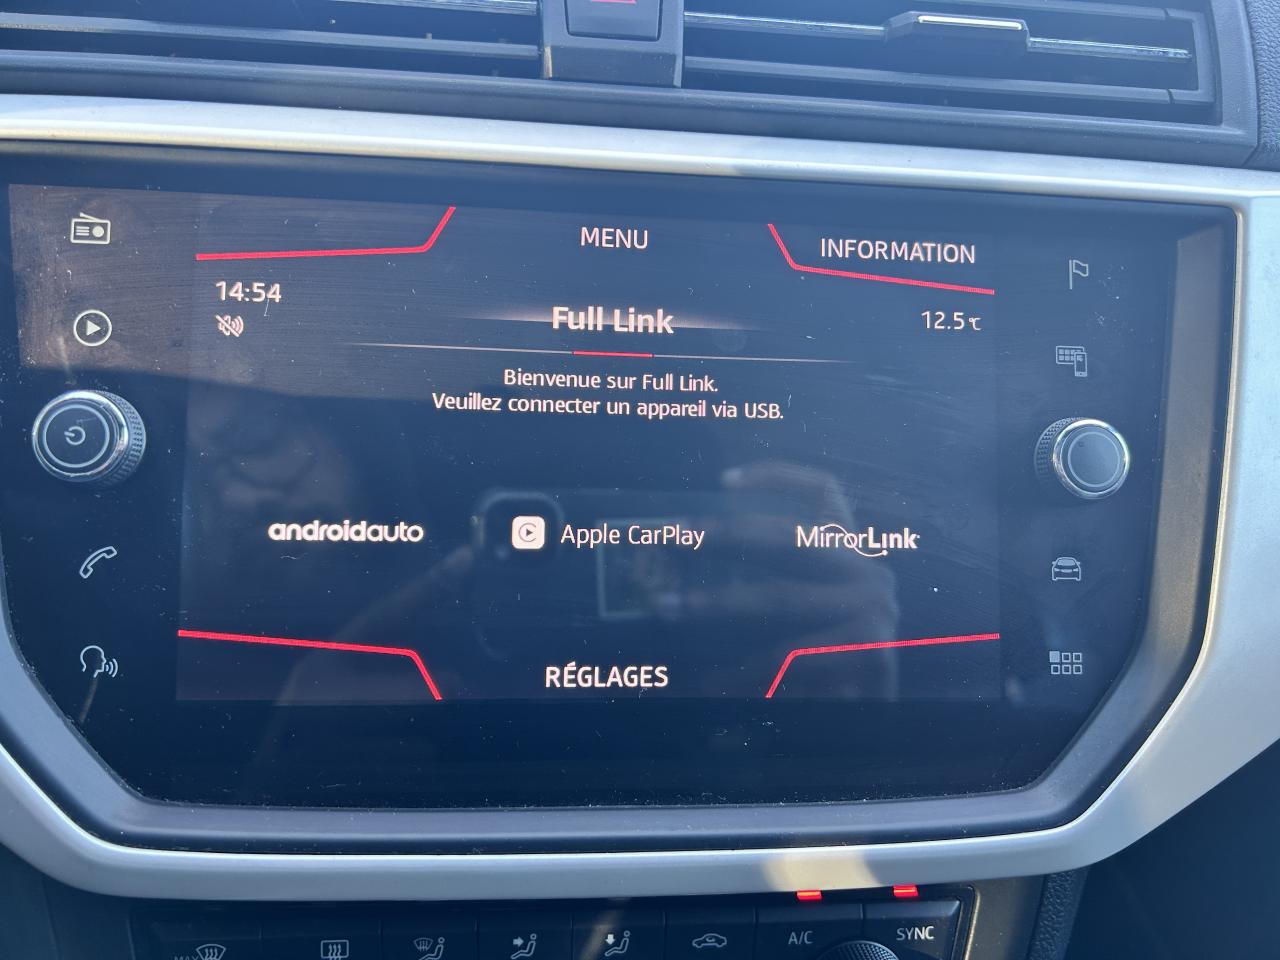 MENU
INFORMATION
14:54
Full Link
12.5°C
Bienvenue sur Full Link.
Veuillez connecter un appareil via USB.
androidauto
Apple CarPlay
MirrorLink
RÉGLAGES
MAX
A/C
SYNC